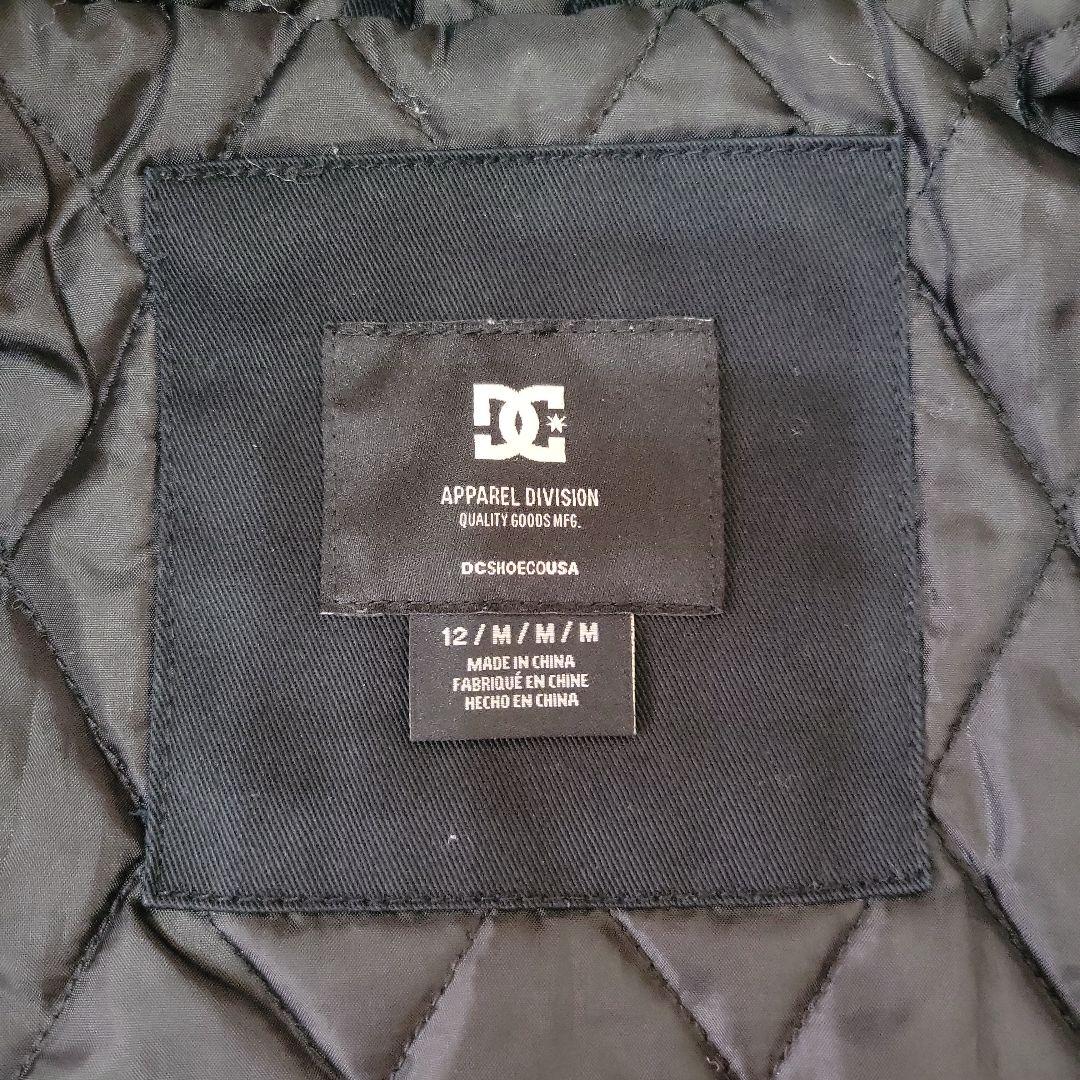 DC
APPAREL DIVISION
QUALITY GOODS MFG.
DCSHOECOUSA
12 / M / M / M
MADE IN CHINA
FABRIQUÉ EN CHINE
HECHO EN CHINA